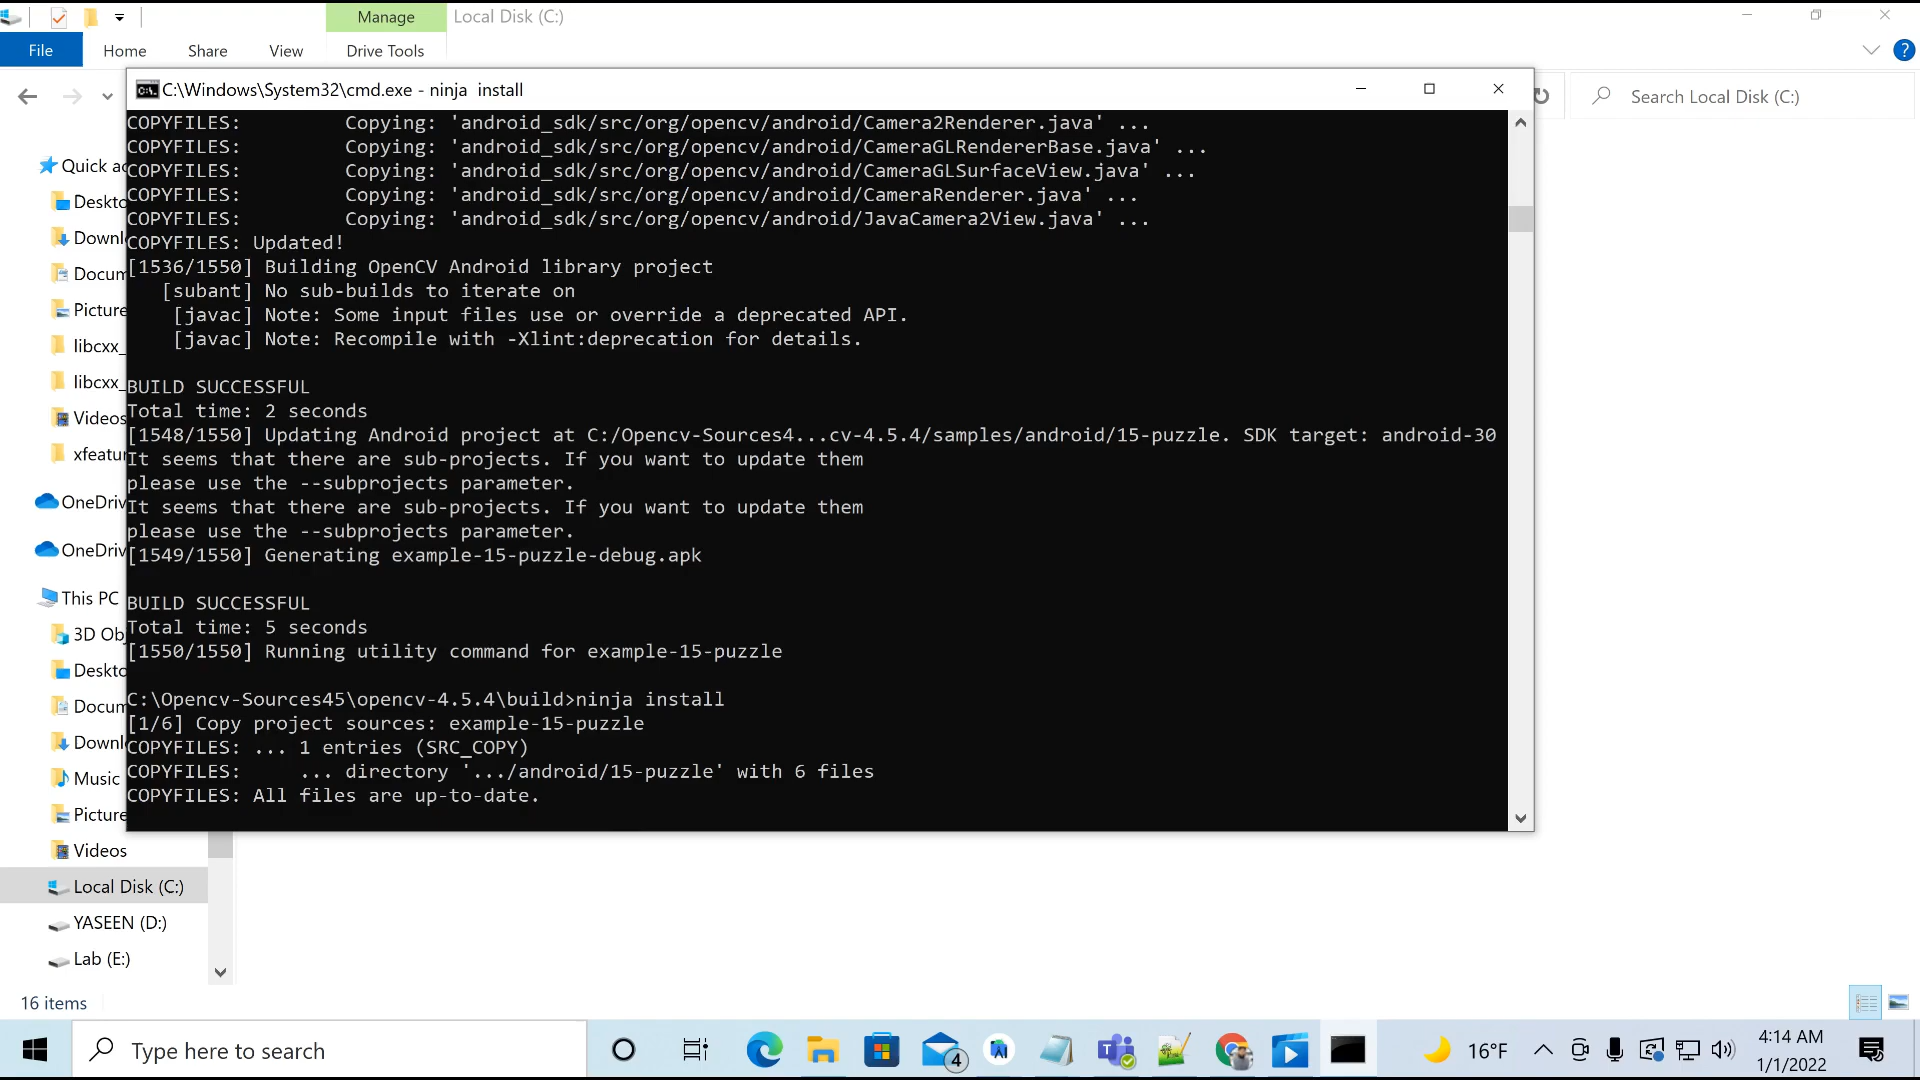 Manage
Local Disk (C:)
File
Home
Share
View
Drive Tools
C:\Windows\System32\cmd.exe - ninja  install
Search Local Disk (C:)
COPYFILES:         Copying: 'android_sdk/src/org/opencv/android/Camera2Renderer.java' ...
COPYFILES:         Copying: 'android_sdk/src/org/opencv/android/CameraGLRendererBase.java' ...
COPYFILES:         Copying: 'android_sdk/src/org/opencv/android/CameraGLSurfaceView.java' ...
COPYFILES:         Copying: 'android_sdk/src/org/opencv/android/CameraRenderer.java' ...
COPYFILES:         Copying: 'android_sdk/src/org/opencv/android/JavaCamera2View.java' ...
COPYFILES: Updated!
[1536/1550] Building OpenCV Android library project
[subant] No sub-builds to iterate on
[javac] Note: Some input files use or override a deprecated API.
[javac] Note: Recompile with -Xlint:deprecation for details.
BUILD SUCCESSFUL
Total time: 2 seconds
[1548/1550] Updating Android project at C:/Opencv-Sources4...cv-4.5.4/samples/android/15-puzzle. SDK target: android-30
It seems that there are sub-projects. If you want to update them
please use the --subprojects parameter.
It seems that there are sub-projects. If you want to update them
please use the --subprojects parameter.
[1549/1550] Generating example-15-puzzle-debug.apk
BUILD SUCCESSFUL
Total time: 5 seconds
[1550/1550] Running utility command for example-15-puzzle
C:\Opencv-Sources45\opencv-4.5.4\build>ninja install
[1/6] Copy project sources: example-15-puzzle
COPYFILES: ... 1 entries (SRC_COPY)
COPYFILES:     ... directory '.../android/15-puzzle' with 6 files
COPYFILES: All files are up-to-date.
Quick ac
Deskto
Downl
Docum
Picture
libcxx_
libcxx_
Videos
xfeatur
OneDriv
OneDriv
This PC
3D Ob
Deskto
Docum
Downl
Music
Picture
Videos
Local Disk (C:)
YASEEN (D:)
Lab (E:)
16 items
Type here to search
4
16°F
4:14 AM
1/1/2022